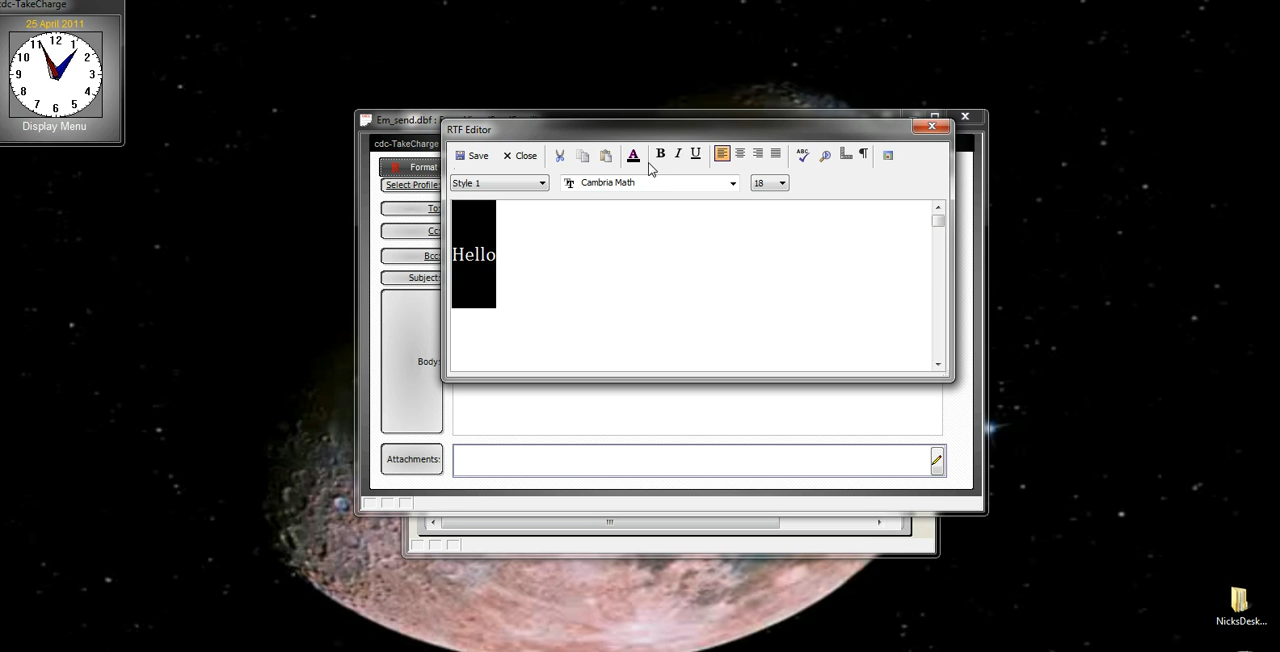 cdc-TakeCharge
25 April 2011
12
11 1
10 2
9 3
8 4
7 5
6
Display Menu
Em_send.dbf :
RTF Editor
cdc-TakeCharge
Save
Close
A
B I U
ABC
Format
Select Profile:
Style 1
Cambria Math
18
To:
Cc:
Bcc:
Subject:
Hello
Body:
Attachments:
NicksDesk...